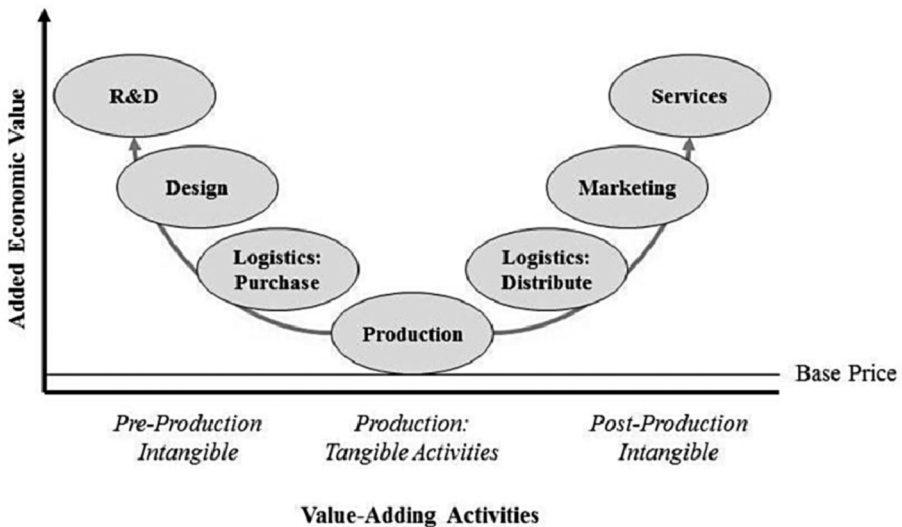 Added Economic Value
R&D
Services
Design
Marketing
Logistics:
Purchase
Logistics:
Distribute
Production
Base Price
Pre-Production
Intangible
Production:
Tangible Activities
Post-Production
Intangible
Value-Adding Activities